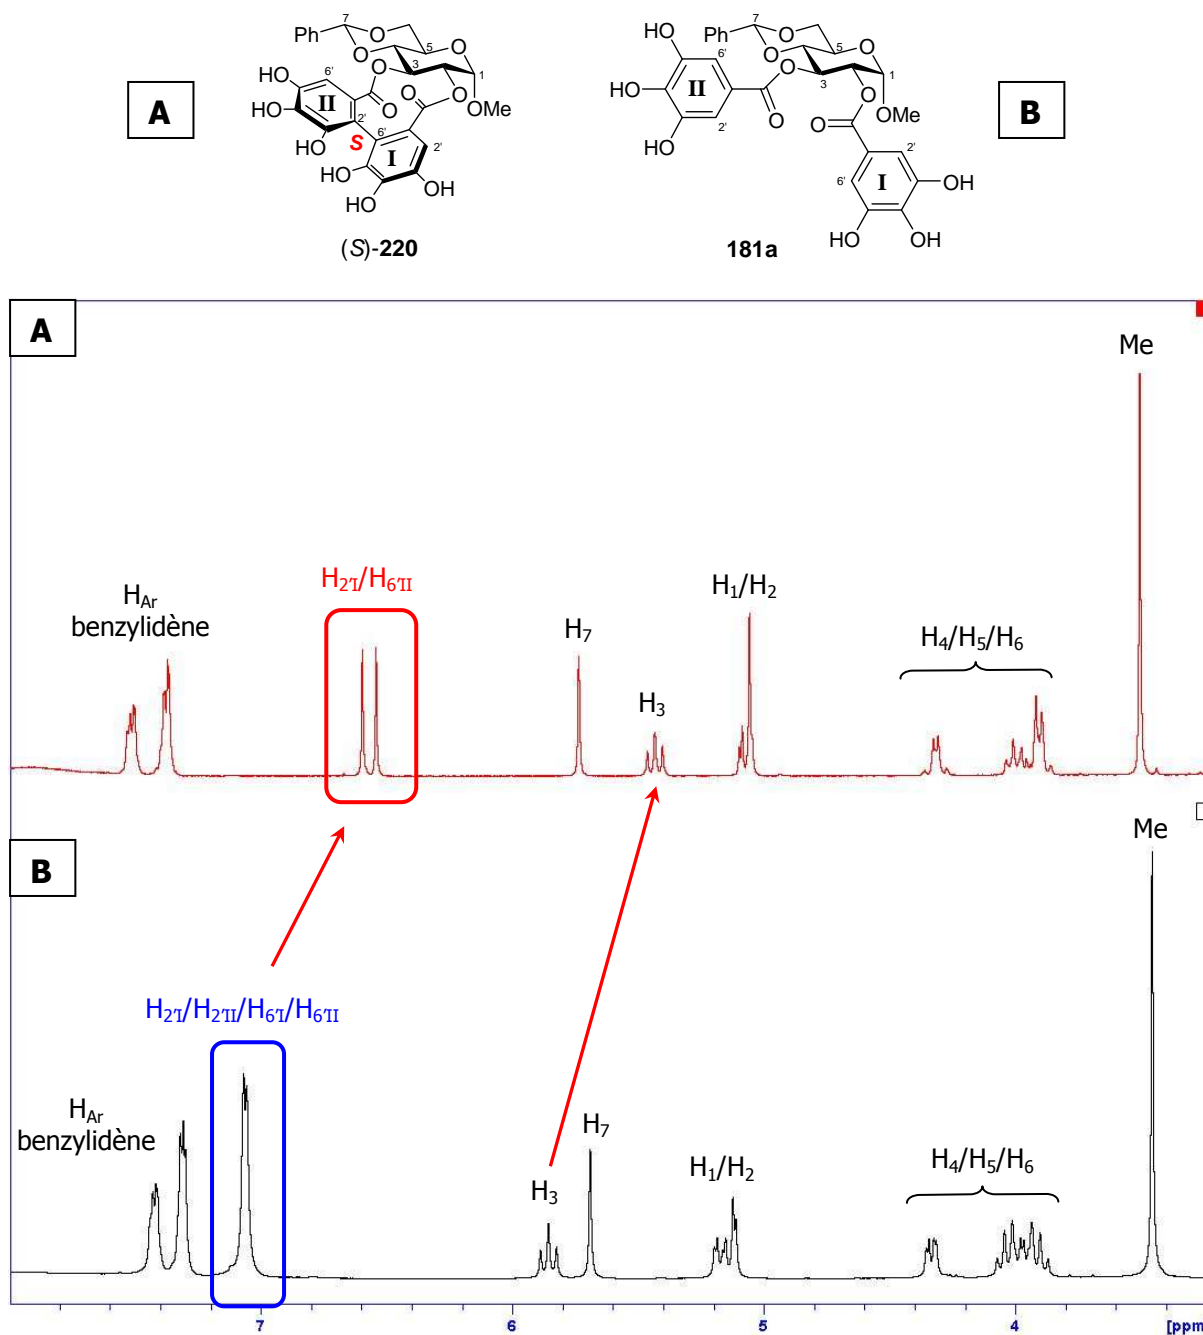 A
Ph
7
O
O
5
O
3
1
O
O
OMe
O
O
HO
6'
HO
II
HO
2'
S
6'
I
2'
HO
HO
OH
(S)-220
HO
6'
HO
II
2'
HO
Ph
7
O
O
5
O
3
1
O
O
O
OMe
O
2'
I
6'
OH
HO
OH
181a
B
A
Me
H2'I/H6'II
HAr
benzylidène
H7
H3
H1/H2
H4/H5/H6
B
Me
H2'I/H2'II/H6'I/H6'II
HAr
benzylidène
H3
H7
H1/H2
H4/H5/H6
7
6
5
4
[ppm